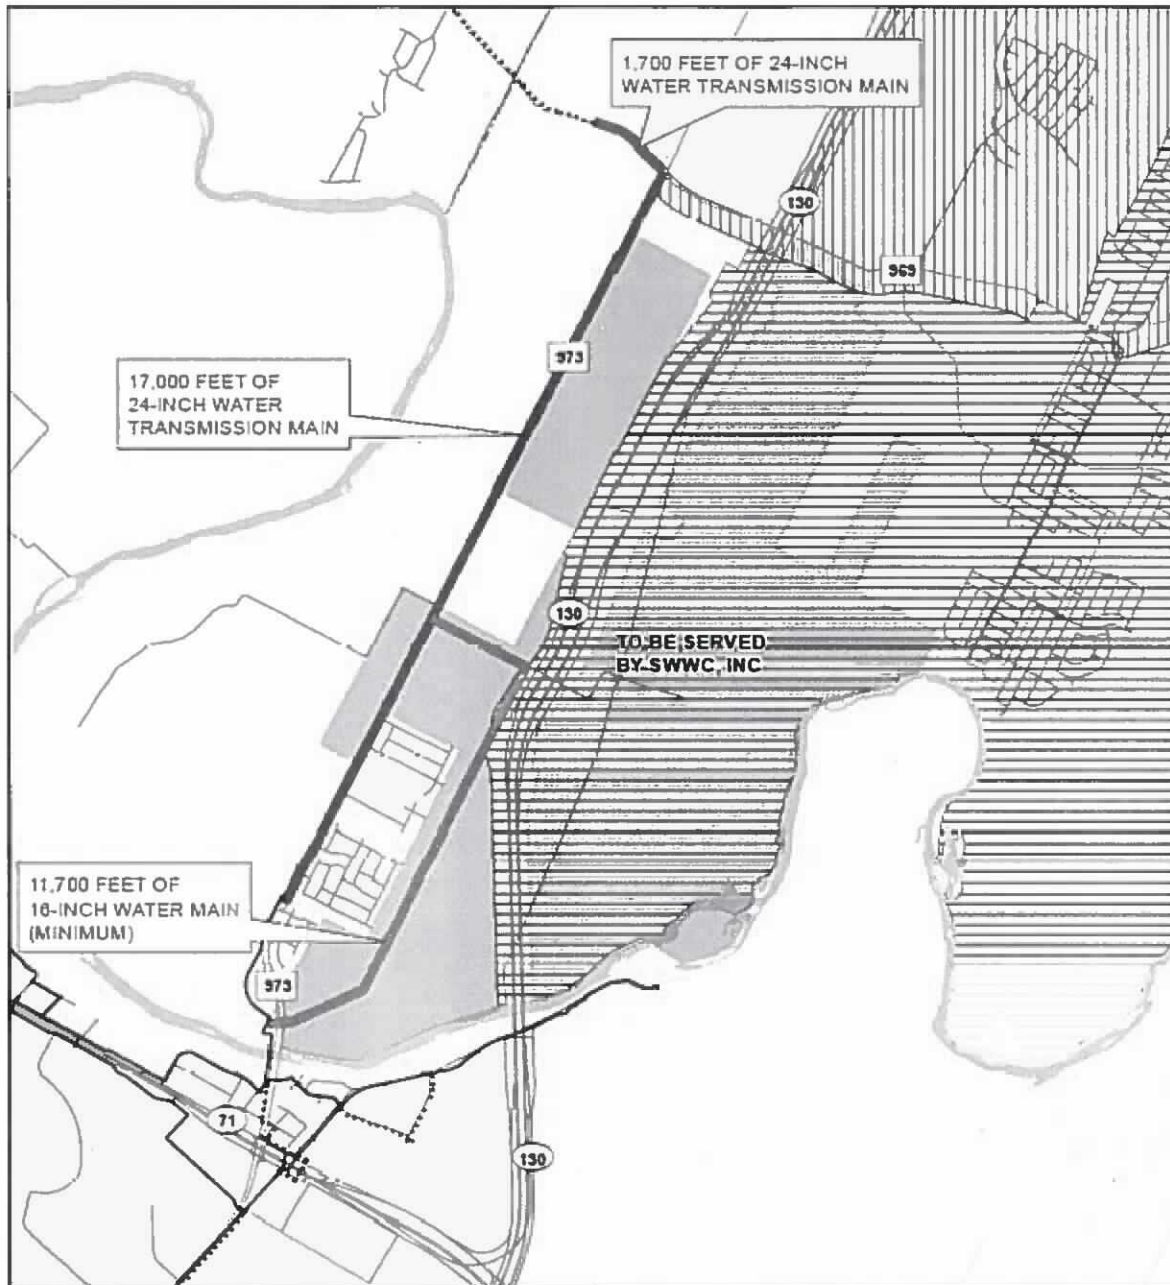 1,700 FEET OF 24-INCH
WATER TRANSMISSION MAIN
130
969
973
17,000 FEET OF
24-INCH WATER
TRANSMISSION MAIN
130
TO BE SERVED
BY SWWC, INC
11,700 FEET OF
16-INCH WATER MAIN
(MINIMUM)
973
71
130